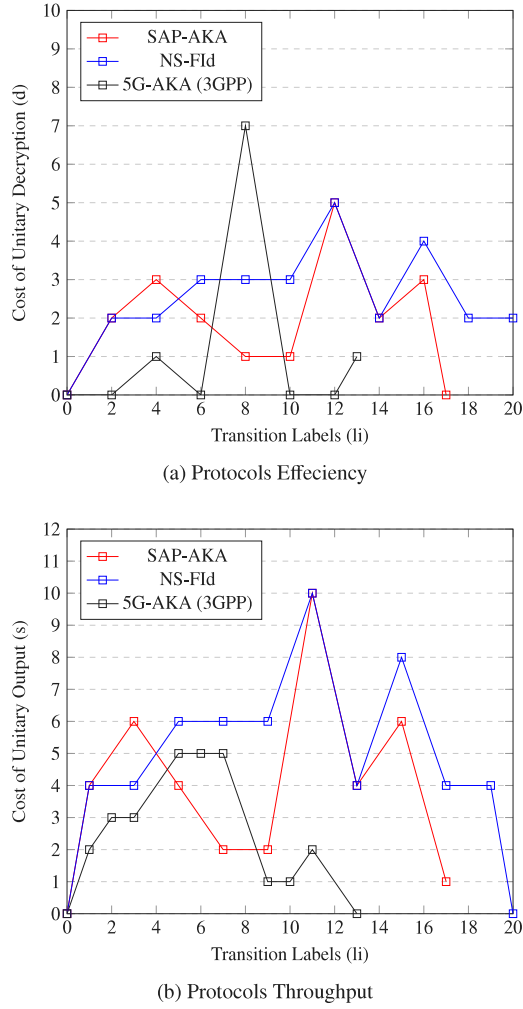 10
9
8
7
6
5
4
3
2
1
0
Cost of Unitary Decryption (d)
SAP-AKA
NS-FId
5G-AKA (3GPP)
0 2 4 6 8 10 12 14 16 18 20
Transition Labels (li)
(a) Protocols Effeciency
12
11
10
9
8
7
6
5
4
3
2
1
0
Cost of Unitary Output (s)
SAP-AKA
NS-FId
5G-AKA (3GPP)
0 2 4 6 8 10 12 14 16 18 20
Transition Labels (li)
(b) Protocols Throughput